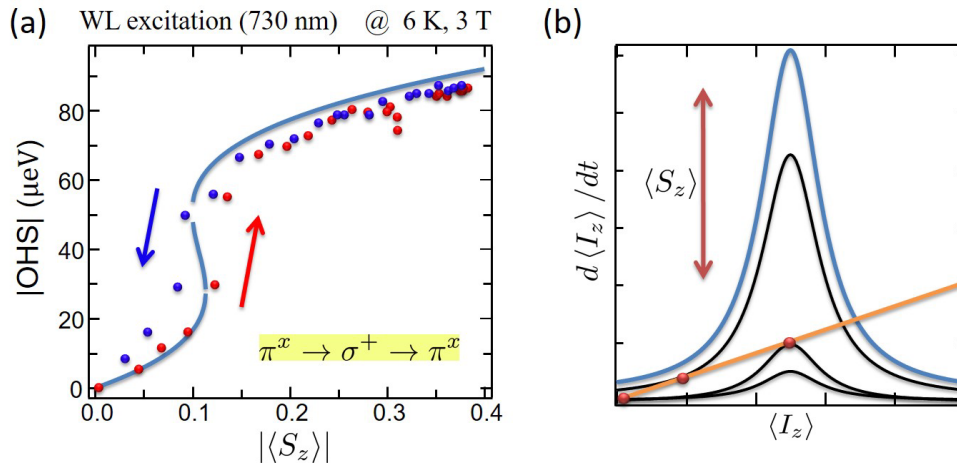 (a) WL excitation (730 nm) @ 6 K, 3 T
|OHS| (μeV)
80
60
40
20
0
π^x → σ^+ → π^x
0.0 0.1 0.2 0.3 0.4
|⟨S_z⟩|
(b)
d ⟨I_z⟩ /dt
⟨S_z⟩
⟨I_z⟩